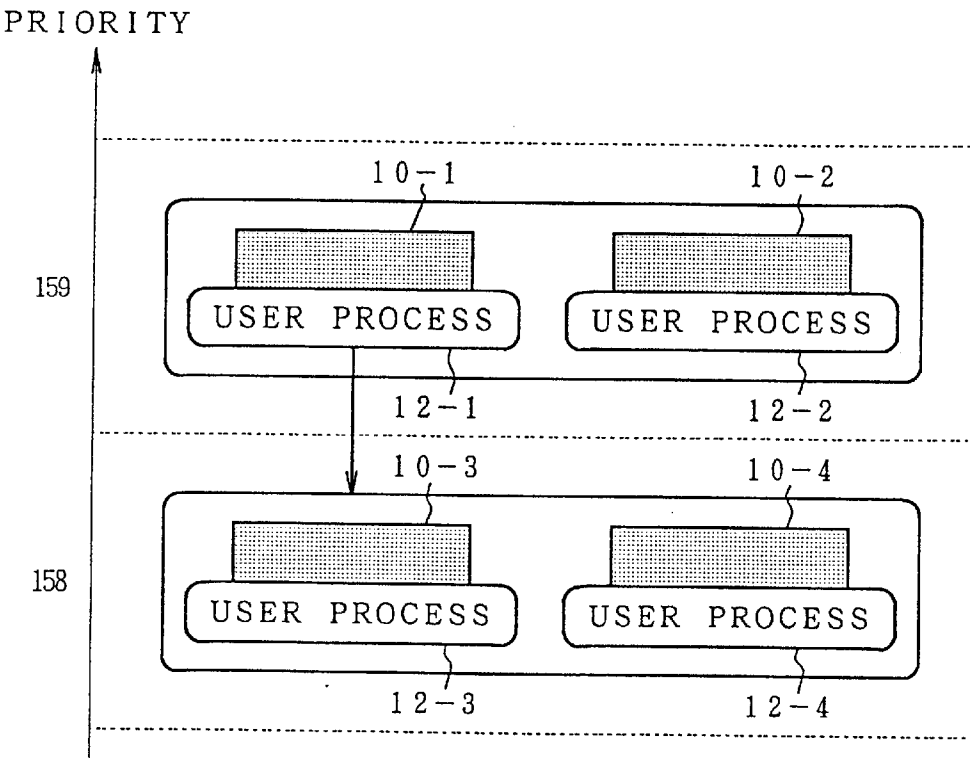 PRIORITY
10-1 10-2
159
USER PROCESS USER PROCESS
12-1 12-2
10-3 10-4
158
USER PROCESS USER PROCESS
12-3 12-4